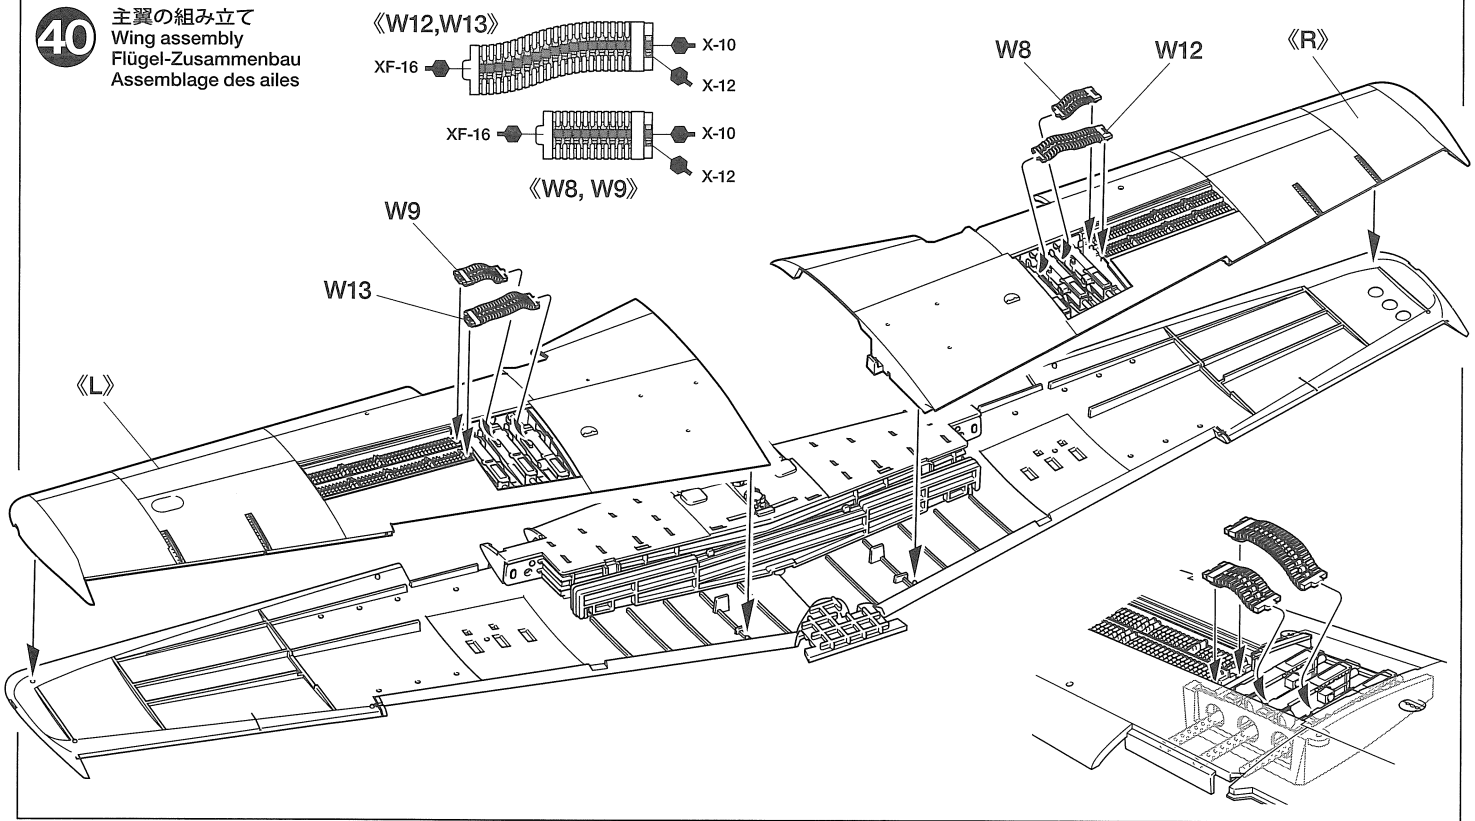 40
主翼の組み立て
Wing assembly
Flügel-Zusammenbau
Assemblage des ailes
《W12,W13》
XF-16
X-10
X-12
XF-16
X-10
X-12
《W8, W9》
W8
W12
《R》
W9
W13
《L》